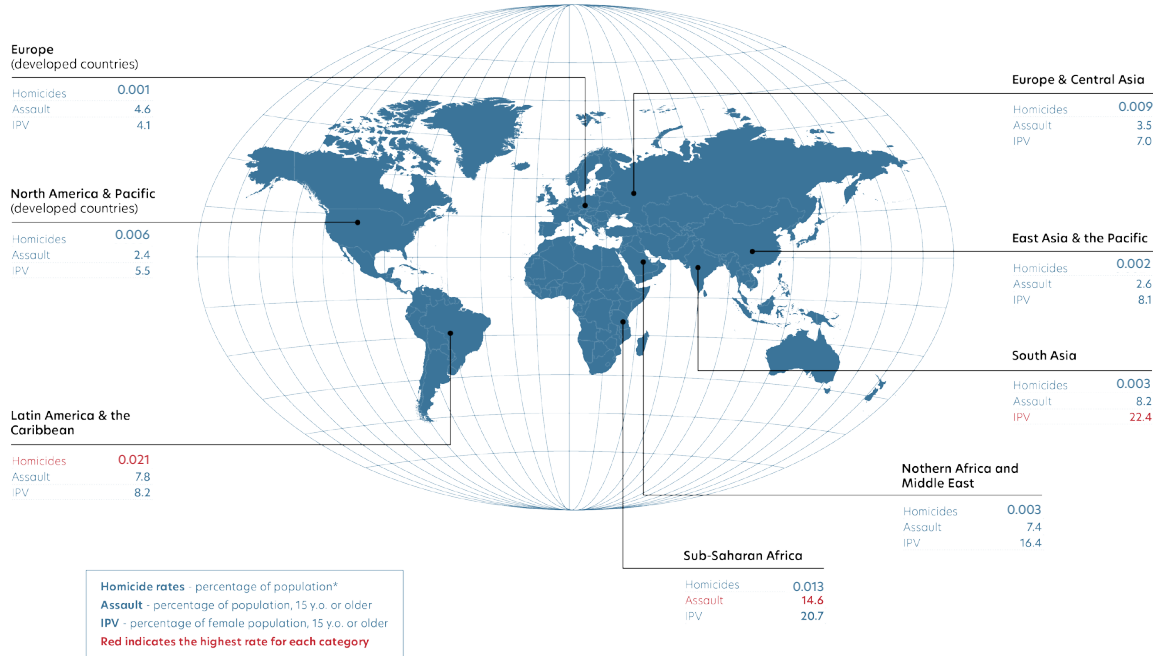 Europe
(developed countries)
Homicides 0.001
Assault 4.6
IPV 4.1
North America & Pacific
(developed countries)
Homicides 0.006
Assault 2.4
IPV 5.5
Latin America & the
Caribbean
Homicides 0.021
Assault 7.8
IPV 8.2
Europe & Central Asia
Homicides 0.009
Assault 3.5
IPV 7.0
East Asia & the Pacific
Homicides 0.002
Assault 2.6
IPV 8.1
South Asia
Homicides 0.003
Assault 8.2
IPV 22.4
Nothern Africa and
Middle East
Homicides 0.003
Assault 7.4
IPV 16.4
Sub-Saharan Africa
Homicides 0.013
Assault 14.6
IPV 20.7
Homicide rates - percentage of population*
Assault - percentage of population, 15 y.o. or older
IPV - percentage of female population, 15 y.o. or older
Red indicates the highest rate for each category